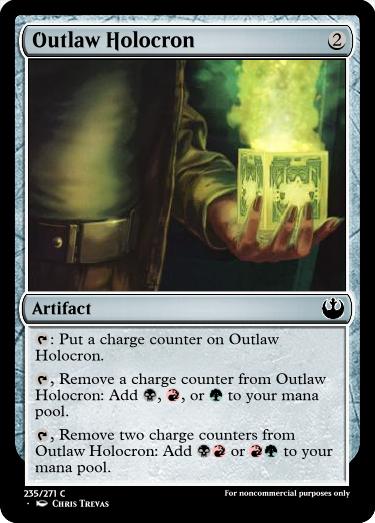 Outlaw Holocron 2
Artifact
: Put a charge counter on Outlaw
Holocron.
, Remove a charge counter from Outlaw
Holocron: Add , , or to your mana
pool.
, Remove two charge counters from
Outlaw Holocron: Add or to your
mana pool.
235/271 C
For noncommercial purposes only
· Chris Trevas